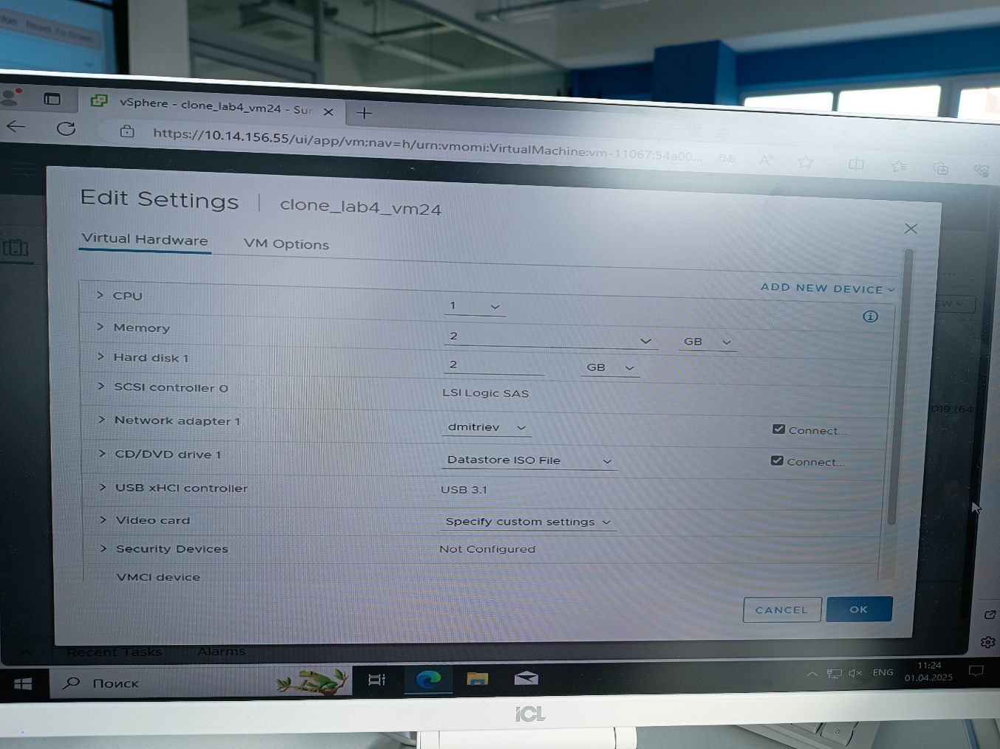 vSphere - clone_lab4_vm24 - Sur
https://10.14.156.55/ui/app/vm;nav=h/urn:vmomi:VirtualMachine:vm-11067:54a00...
Edit Settings | clone_lab4_vm24
Virtual Hardware
VM Options
ADD NEW DEVICE
CPU
1
Memory
2
GB
Hard disk 1
2
GB
SCSI controller 0
LSI Logic SAS
Network adapter 1
dmitriev
Connect...
CD/DVD drive 1
Datastore ISO File
Connect...
USB xHCI controller
USB 3.1
Video card
Specify custom settings
Security Devices
Not Configured
VMCI device
CANCEL
OK
019 (64
Recent Tasks
Alarms
Поиск
ENG
11:24
01.04.2025
iCL